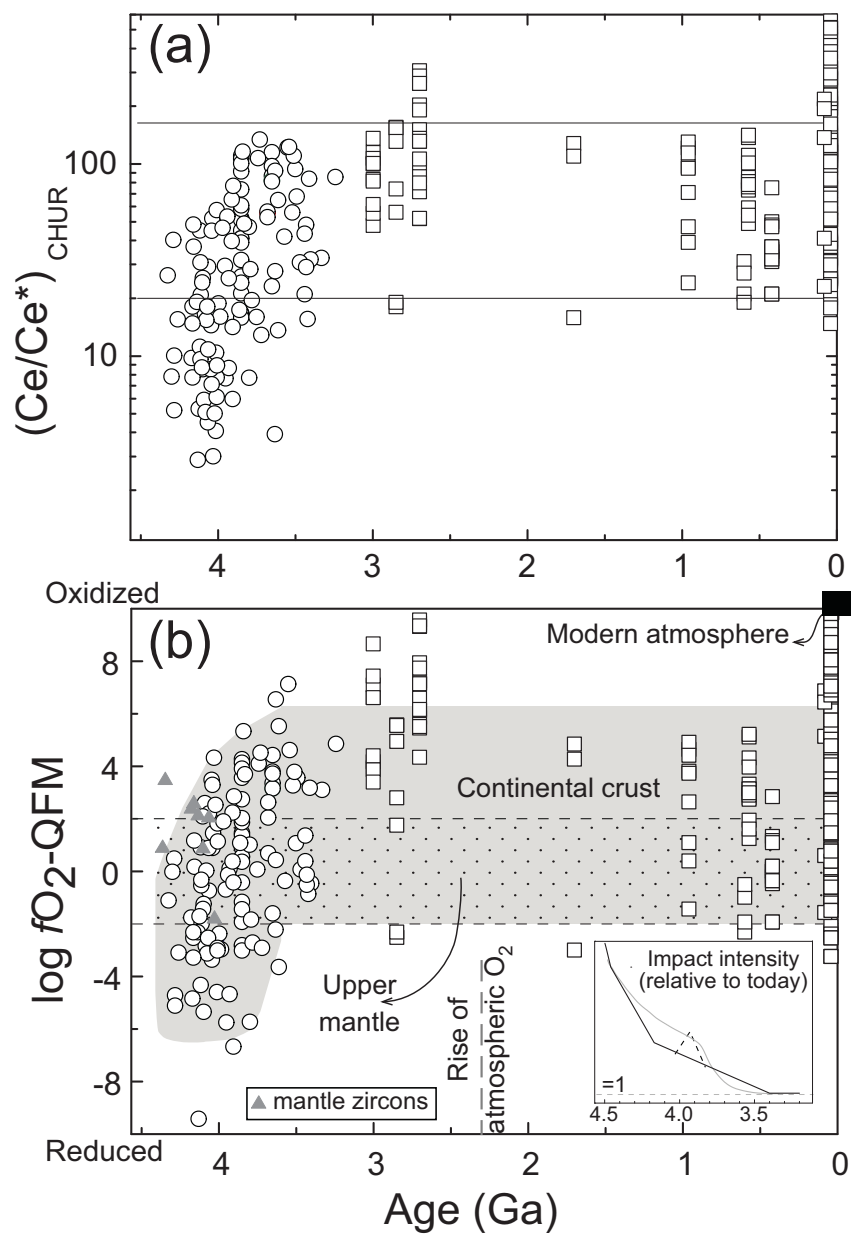 (a)
100
10
(Ce/Ce*)CHUR
4
3
2
1
0
Oxidized
(b)
Modern atmosphere
8
4
0
-4
-8
log fO2-QFM
Continental crust
Upper
mantle
Rise of
atmospheric O2
Impact intensity
(relative to today)
=1
4.5
4.0
3.5
mantle zircons
Reduced
4
3
2
1
0
Age (Ga)